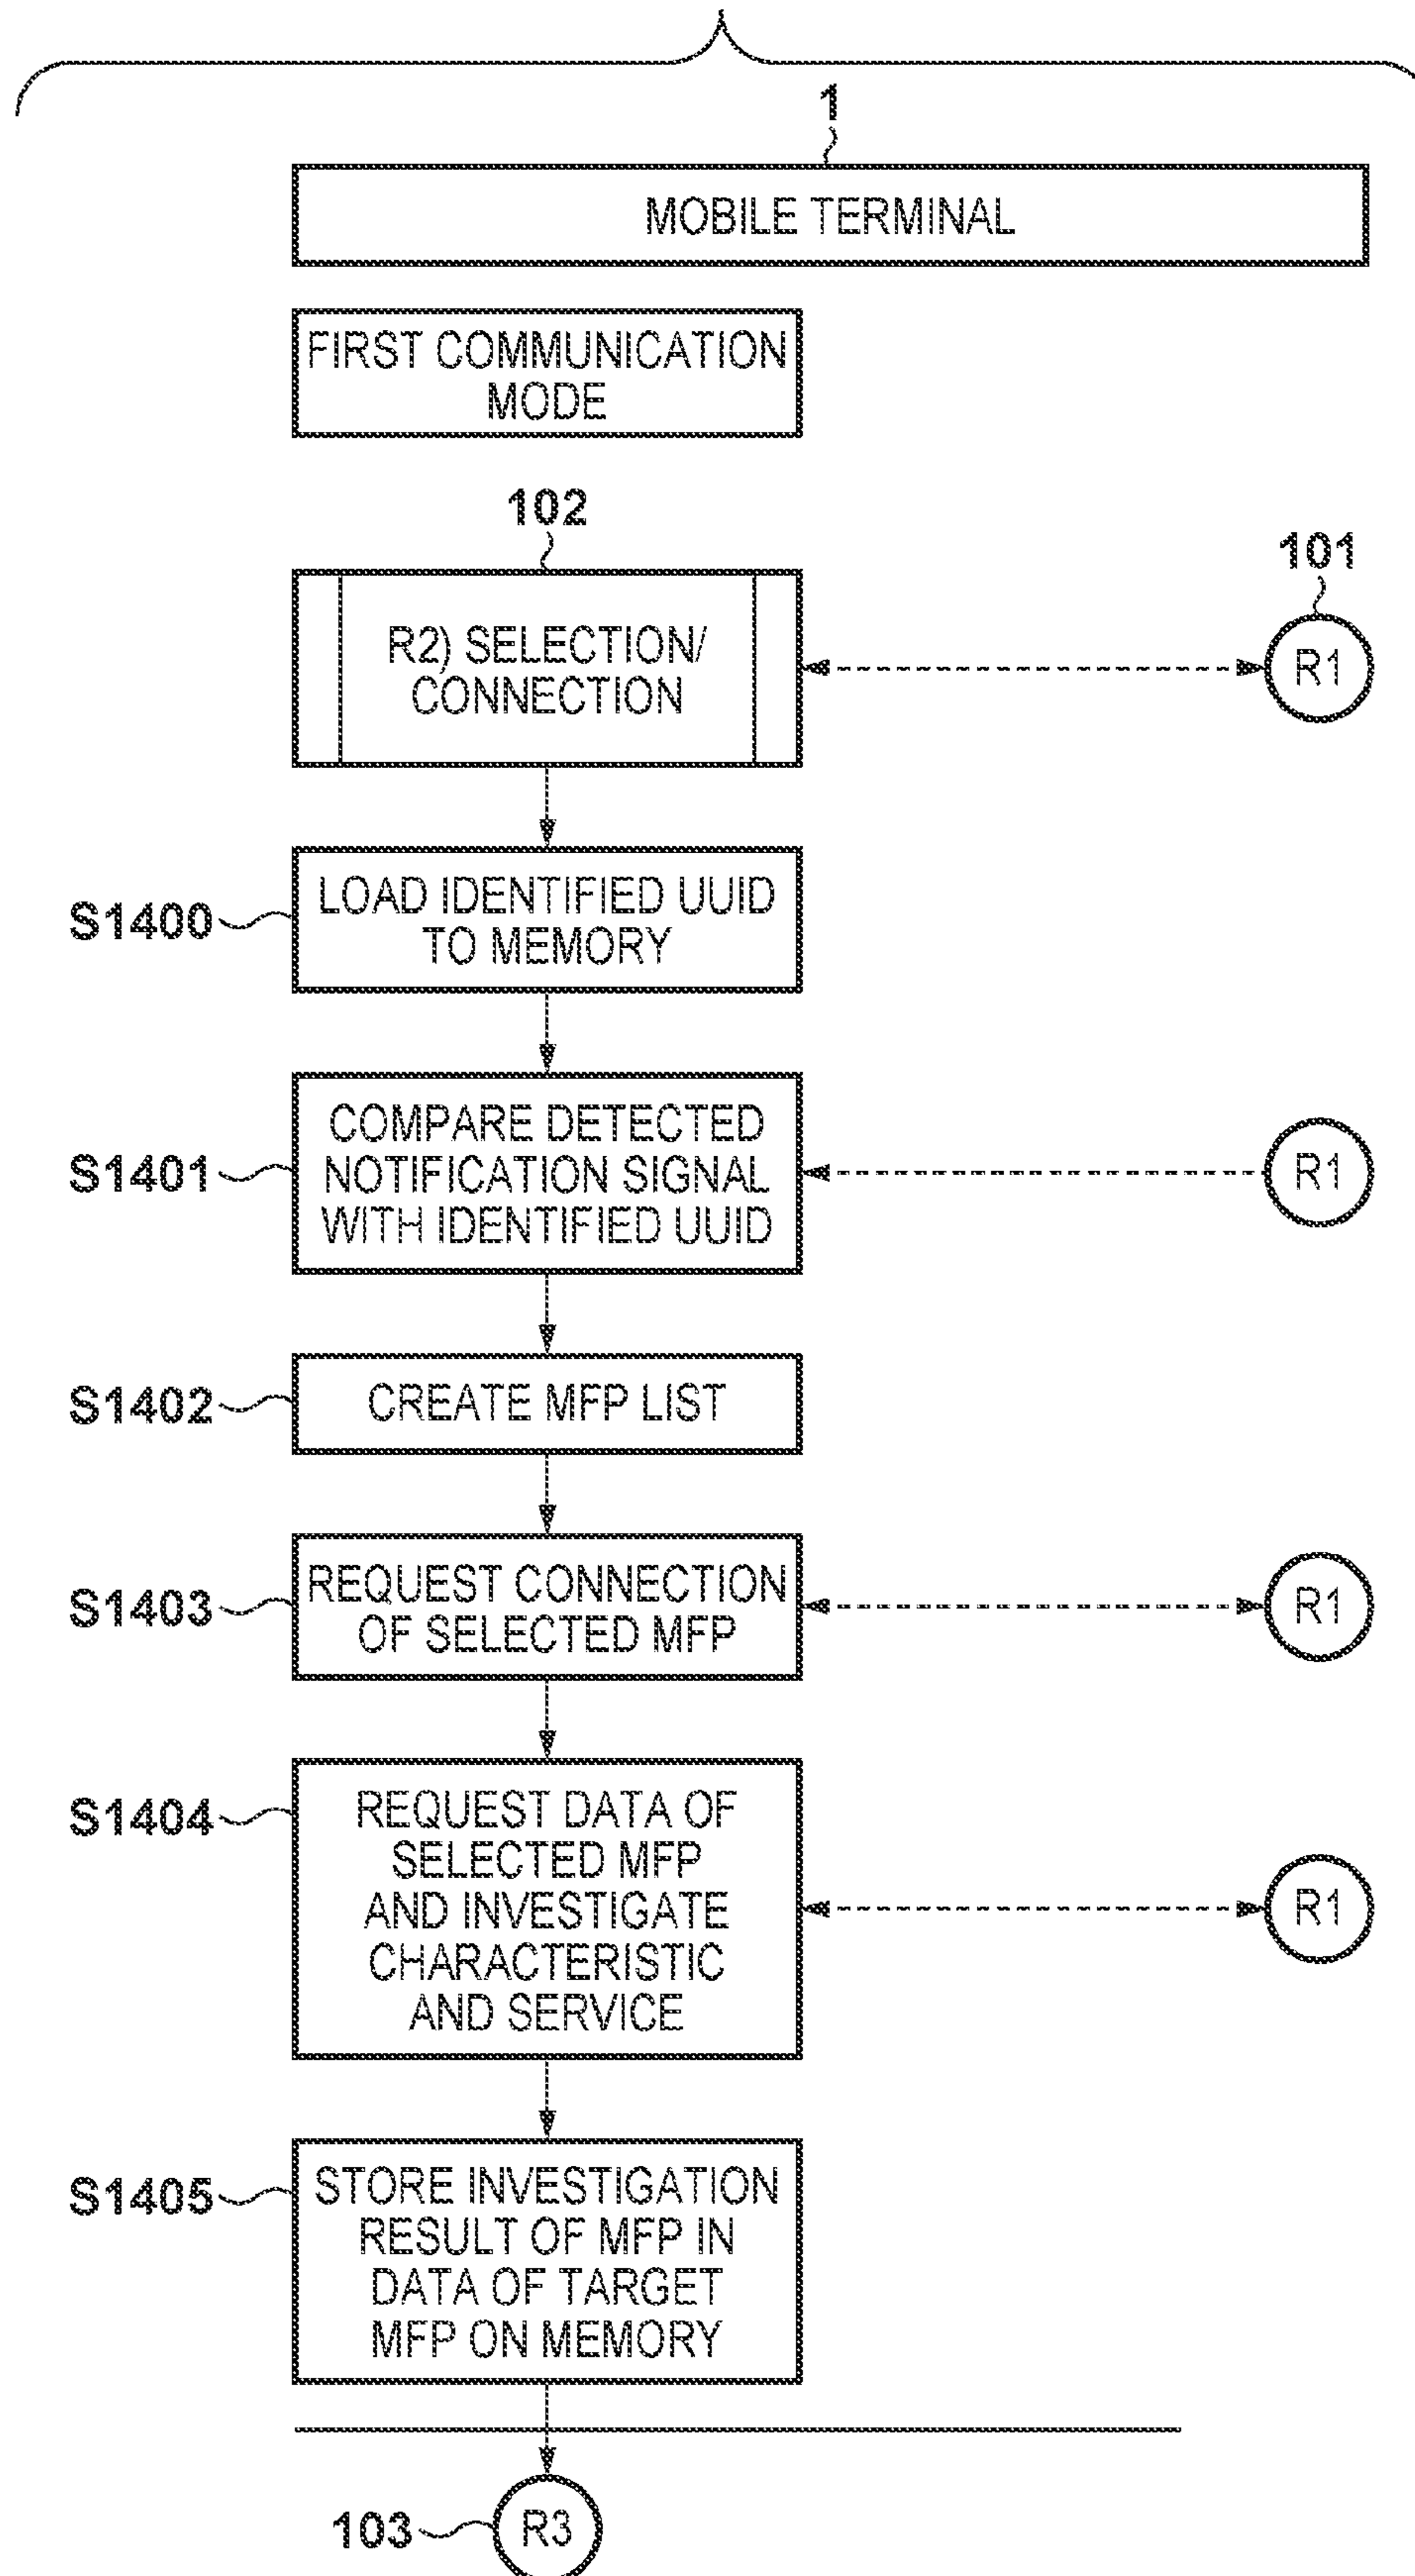 1
MOBILE TERMINAL
FIRST COMMUNICATION
MODE
102
101
R2) SELECTION/
CONNECTION
R1
S1400
LOAD IDENTIFIED UUID
TO MEMORY
S1401
COMPARE DETECTED
NOTIFICATION SIGNAL
WITH IDENTIFIED UUID
R1
S1402
CREATE MFP LIST
S1403
REQUEST CONNECTION
OF SELECTED MFP
R1
S1404
REQUEST DATA OF
SELECTED MFP
AND INVESTIGATE
CHARACTERISTIC
AND SERVICE
R1
S1405
STORE INVESTIGATION
RESULT OF MFP IN
DATA OF TARGET
MFP ON MEMORY
103
R3